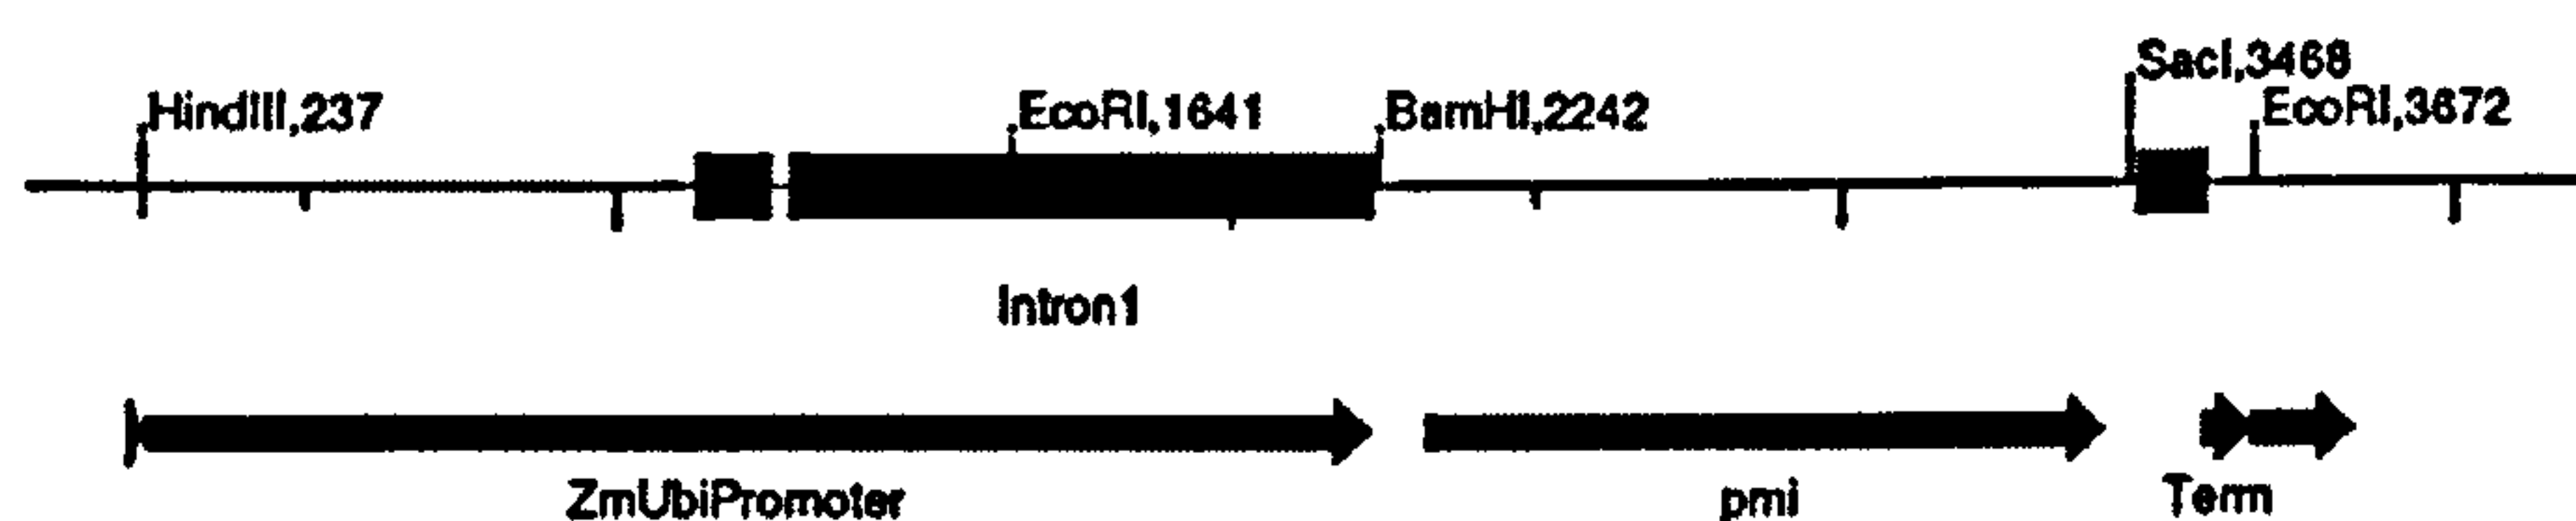 SacI,3468
HindIII,237
EcoRI,1641
BamHI,2242
EcoRI,3672
Intron1
ZmUbiPromoter
pmi
Term